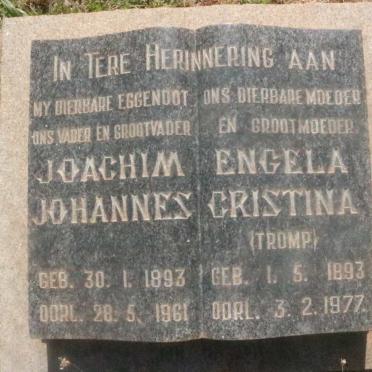 IN TERE HERINNERING AAN
MY DIERBARE EGGENOOT
ONS VADER EN GROOTVADER
JOACHIM
JOHANNES
GEB. 30. 1. 1893
OORL. 28. 5. 1961
ONS DIERBARE MOEDER
EN GROOTMOEDER
ENGELA
CRISTINA
(TROMP)
GEB. 1. 5. 1893
OORL. 3. 2. 1977